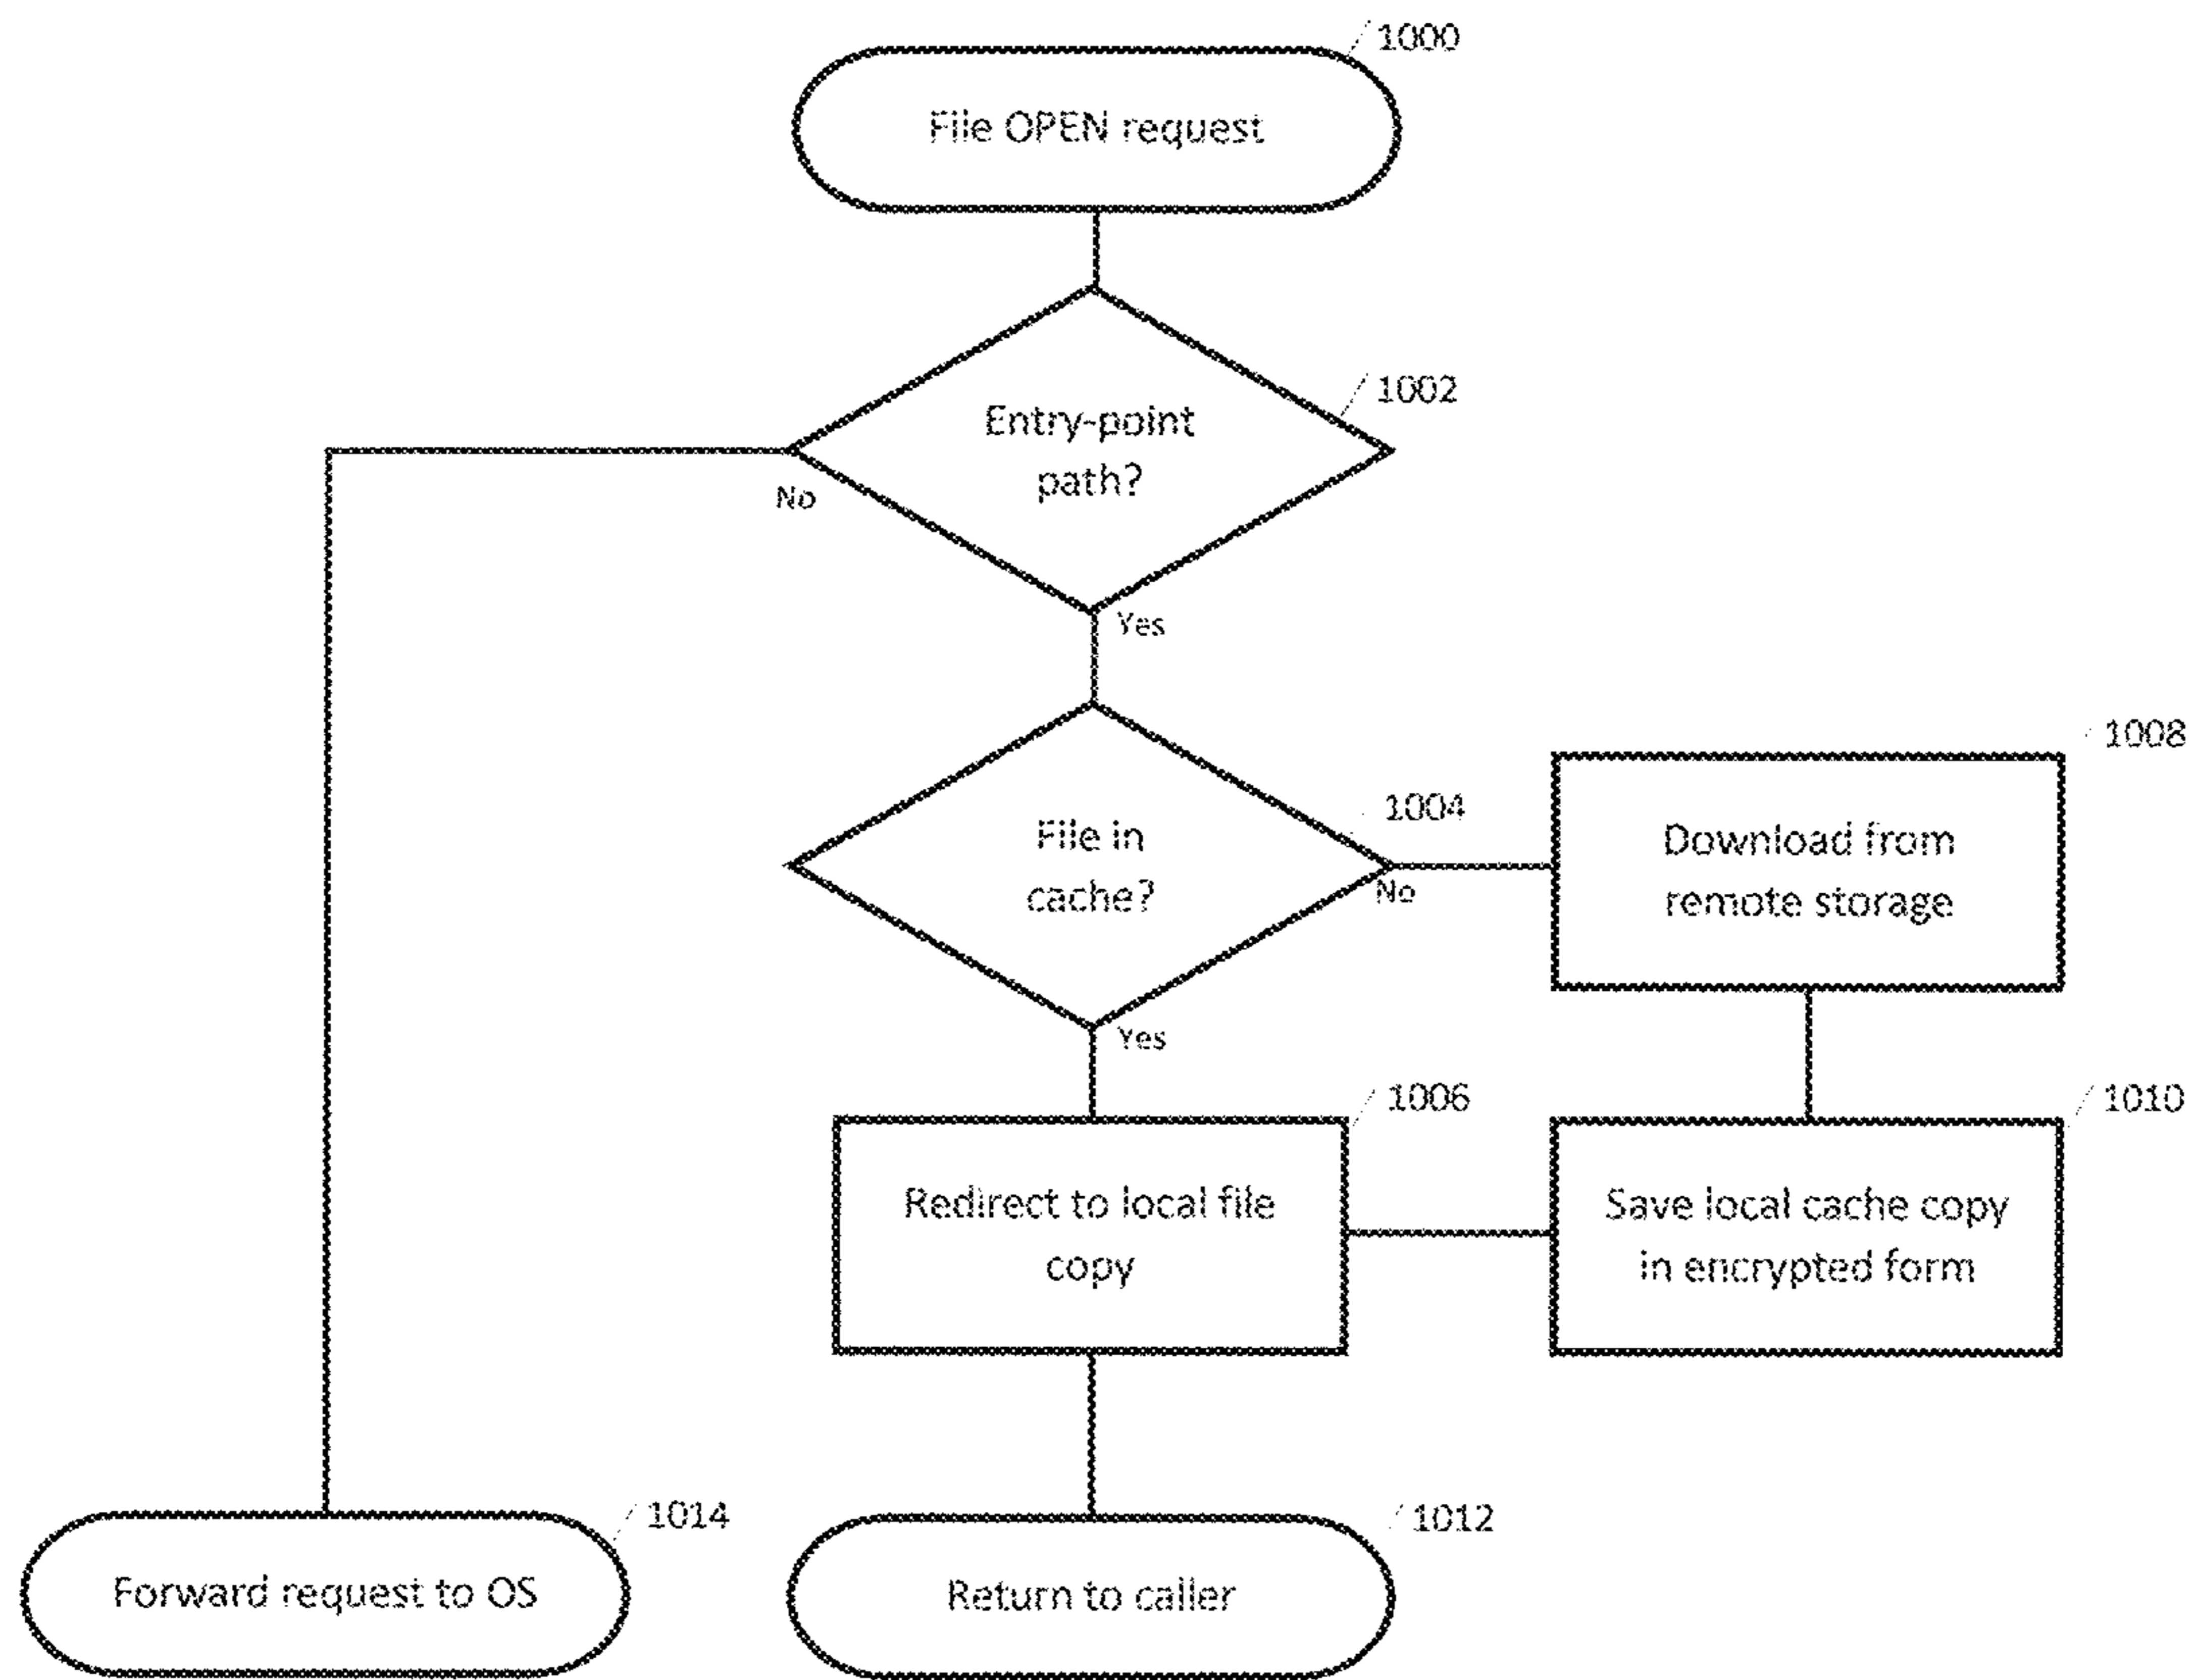 1000
File OPEN request
1002
Entry-point
path?
No
Yes
1008
1004
File in
cache?
No
Download from
remote storage
Yes
1006
1010
Redirect to local file
copy
Save local cache copy
in encrypted form
1014
1012
Forward request to OS
Return to caller